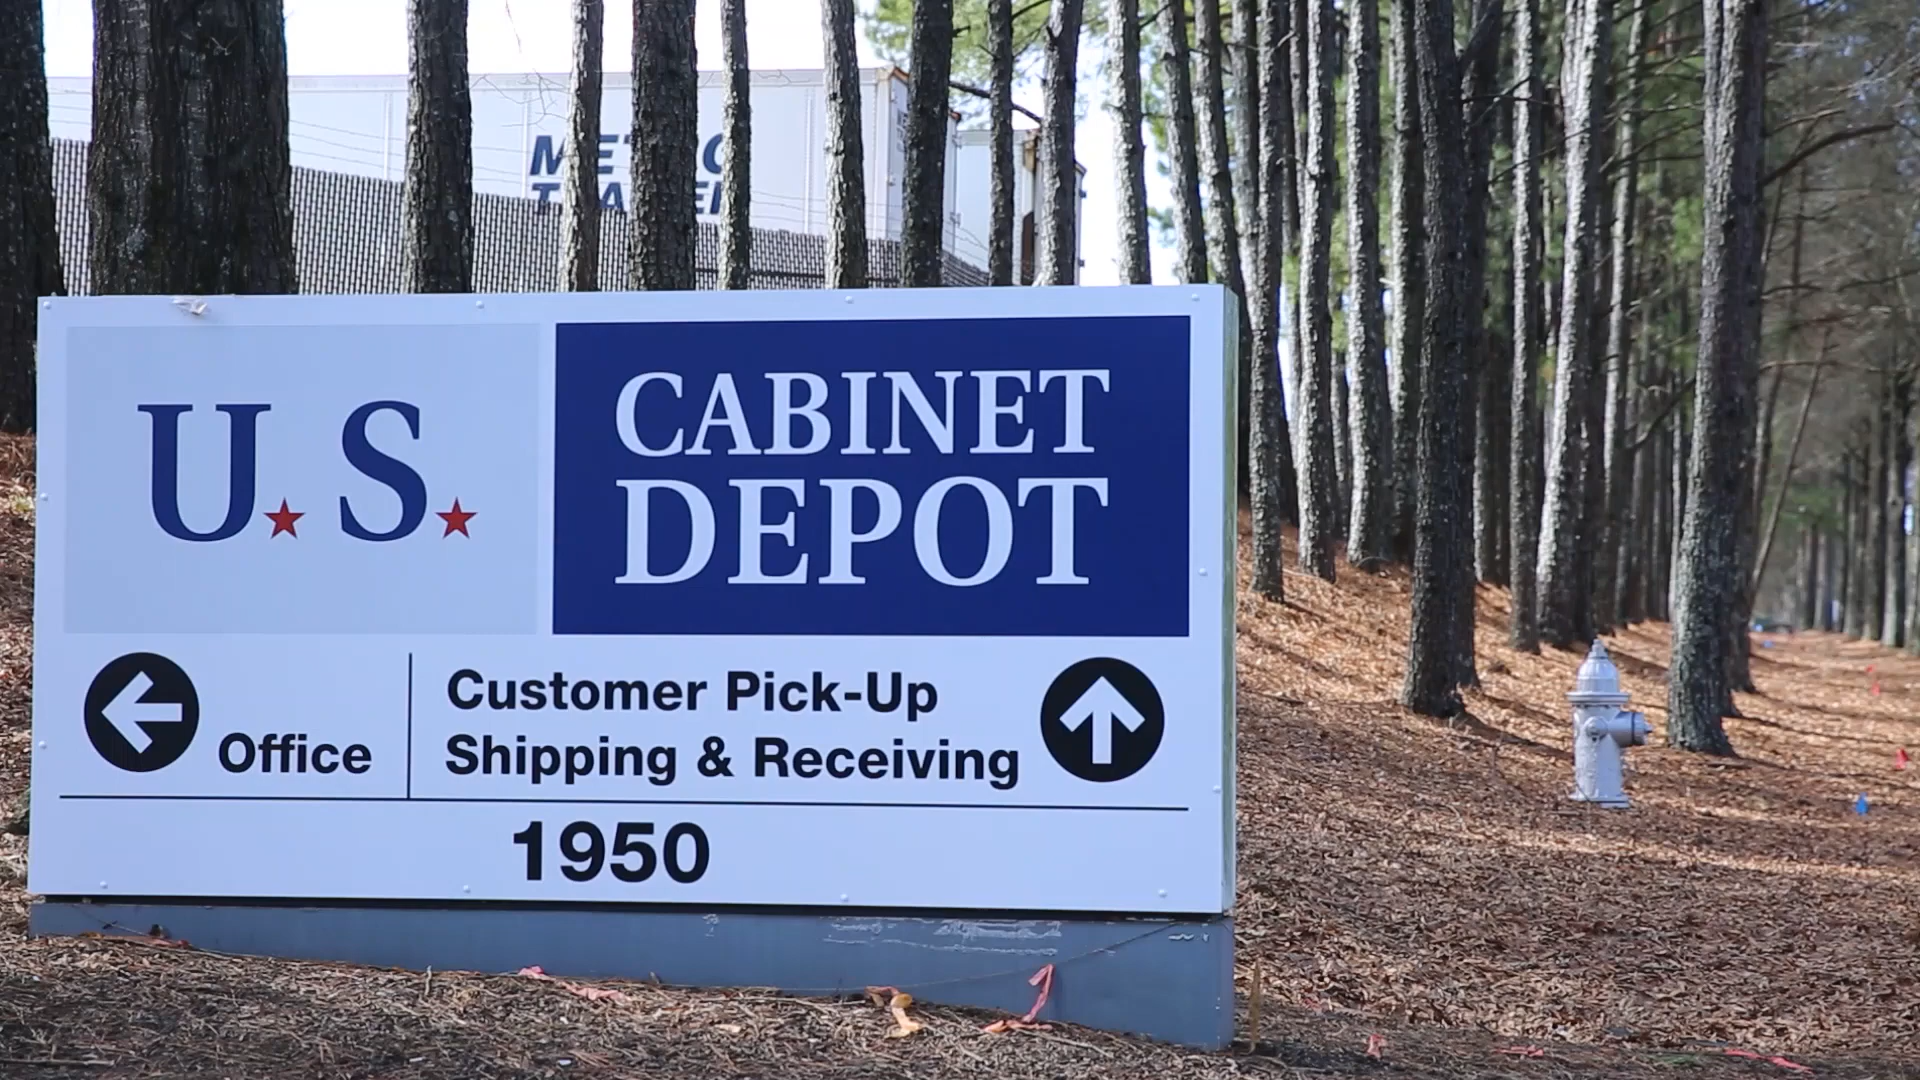 U.S.
CABINET
DEPOT
Office
Customer Pick-Up
Shipping & Receiving
1950